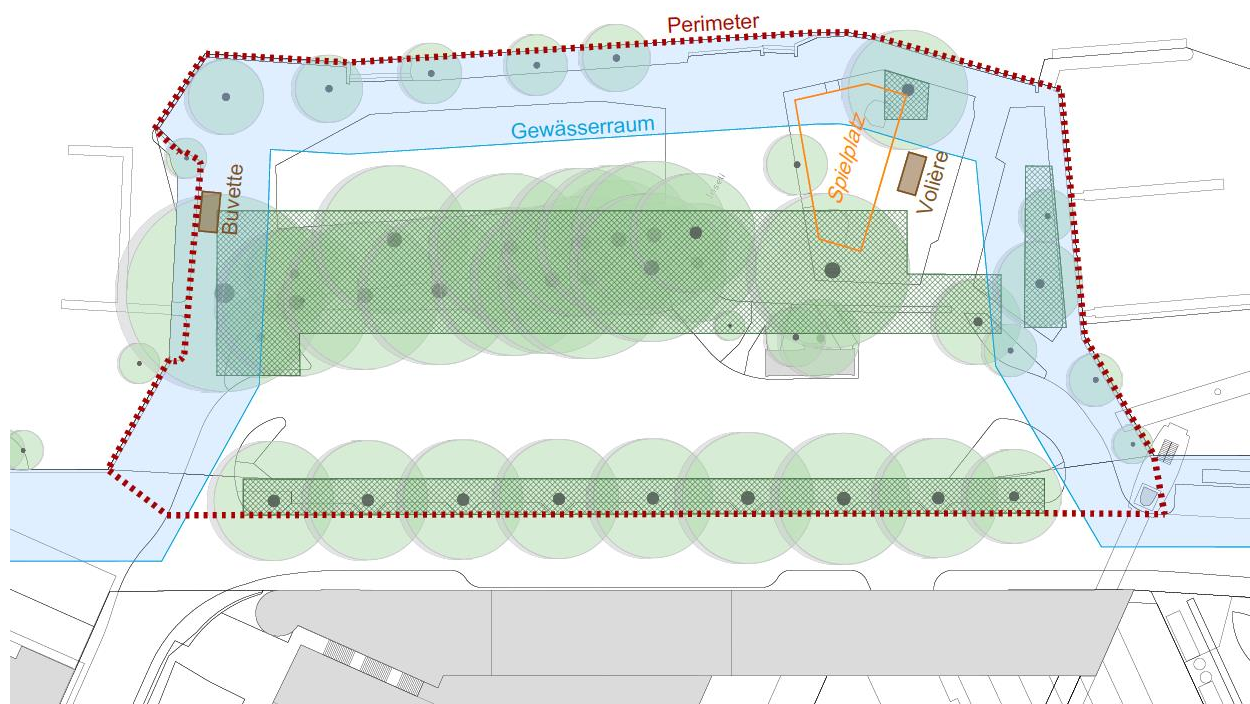 Perimeter
Gewässerraum
Spielplatz
Buvette
Volière